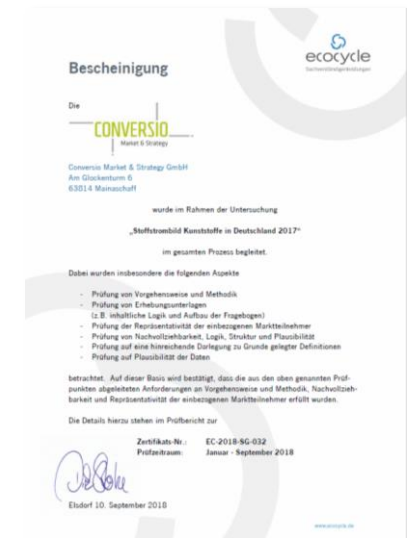 ecocycle
Bescheinigung
Die
CONVERSIO
Market & Strategy
Conversio Market & Strategy GmbH
Am Glockenturm 6
63014 Mainaschaff
wurde im Rahmen der Untersuchung
„Stoffstrombild Kunststoffe in Deutschland 2017“
im gesamten Prozess begleitet.
Dabei wurden insbesondere die folgenden Aspekte
- Prüfung von Vorgehensweise und Methodik
- Prüfung von Erhebungsunterlagen
(z.B. inhaltliche Logik und Aufbau der Fragebogen)
- Prüfung der Repräsentativität der einbezogenen Marktteilnehmer
- Prüfung von Nachvollziehbarkeit, Logik, Struktur und Plausibilität
- Prüfung auf eine hinreichende Darlegung zu Grunde gelegter Definitionen
- Prüfung auf Plausibilität der Daten
betrachtet. Auf dieser Basis wird bestätigt, dass die aus den oben genannten Prüf-
punkten abgeleiteten Anforderungen an Vorgehensweise und Methodik, Nachvollzieh-
barkeit und Repräsentativität der einbezogenen Marktteilnehmer erfüllt wurden.
Die Details hierzu stehen im Prüfbericht zur
Zertifikats-Nr.: EC-2018-SG-032
Prüfzeitraum: Januar - September 2018
Elsdorf 10. September 2018
www.ecocycle.de